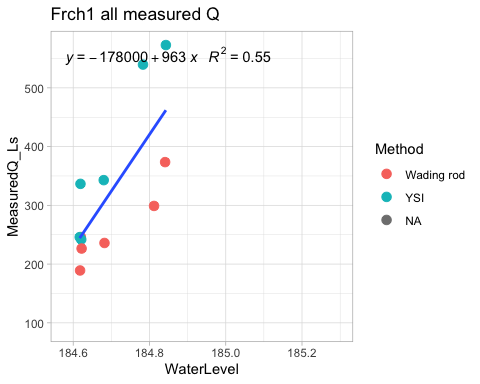 Frch1 all measured Q
y = − 178000 + 963 x R² = 0.55
500
400
300
200
100
MeasuredQ_Ls
184.6 184.8 185.0 185.2
WaterLevel
Method
Wading rod
YSI
NA